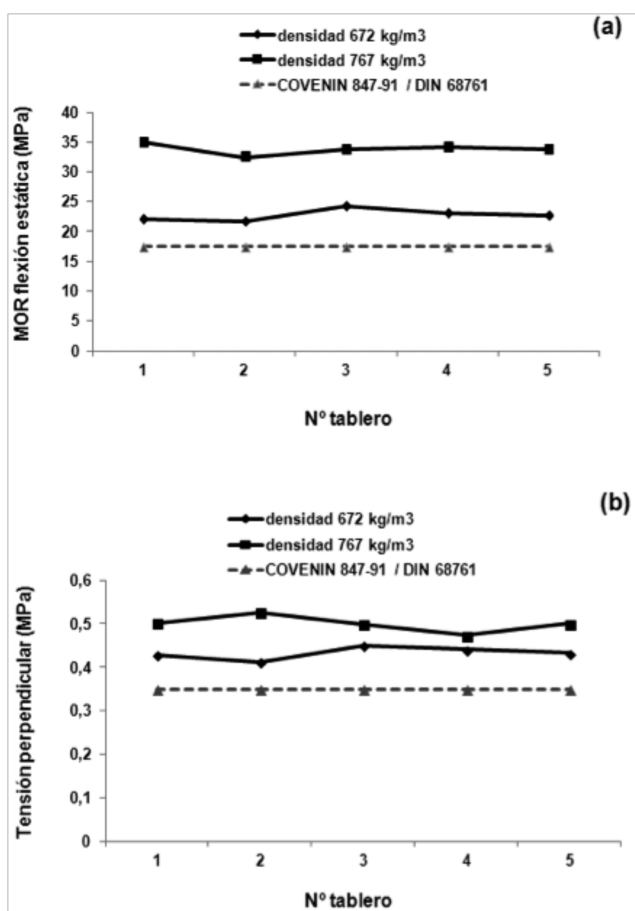 (a)
densidad 672 kg/m3
densidad 767 kg/m3
COVENIN 847-91 / DIN 68761
MOR flexión estática (MPa)
40
35
30
25
20
15
10
5
0
1 2 3 4 5
Nº tablero
(b)
densidad 672 kg/m3
densidad 767 kg/m3
COVENIN 847-91 / DIN 68761
Tensión perpendicular (MPa)
0,6
0,5
0,4
0,3
0,2
0,1
0
1 2 3 4 5
Nº tablero